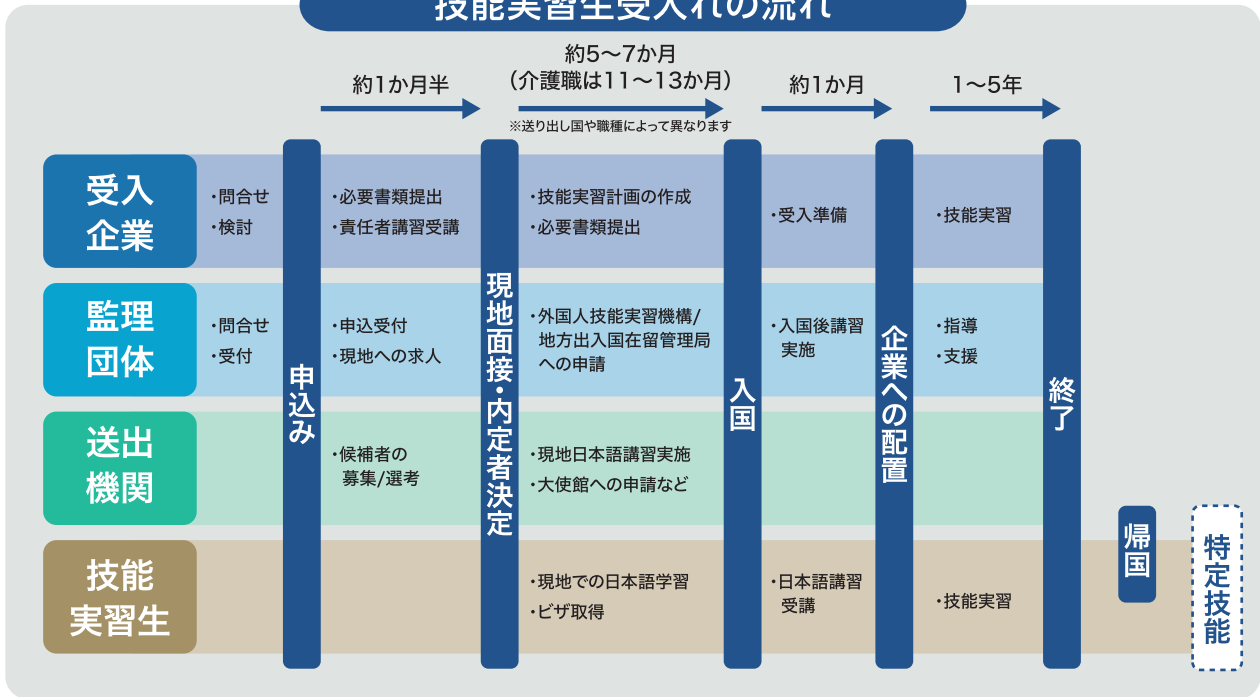 技能実習生受入れの流れ
約1か月半
約5〜7か月
（介護職は11〜13か月）
※送り出し国や職種によって異なります
約1か月
1〜5年
受入
企業
・問合せ
・検討
・必要書類提出
・責任者講習受講
・技能実習計画の作成
・必要書類提出
・受入準備
・技能実習
監理
団体
・問合せ
・受付
・申込受付
・現地への求人
・外国人技能実習機構/
地方出入国在留管理局
への申請
・入国後講習
実施
・指導
・支援
送出
機関
・候補者の
募集/選考
・現地日本語講習実施
・大使館への申請など
技能
実習生
・現地での日本語学習
・ビザ取得
・日本語講習
受講
・技能実習
申込み
現地面接・内定者決定
入国
企業への配置
終了
帰国
特定技能